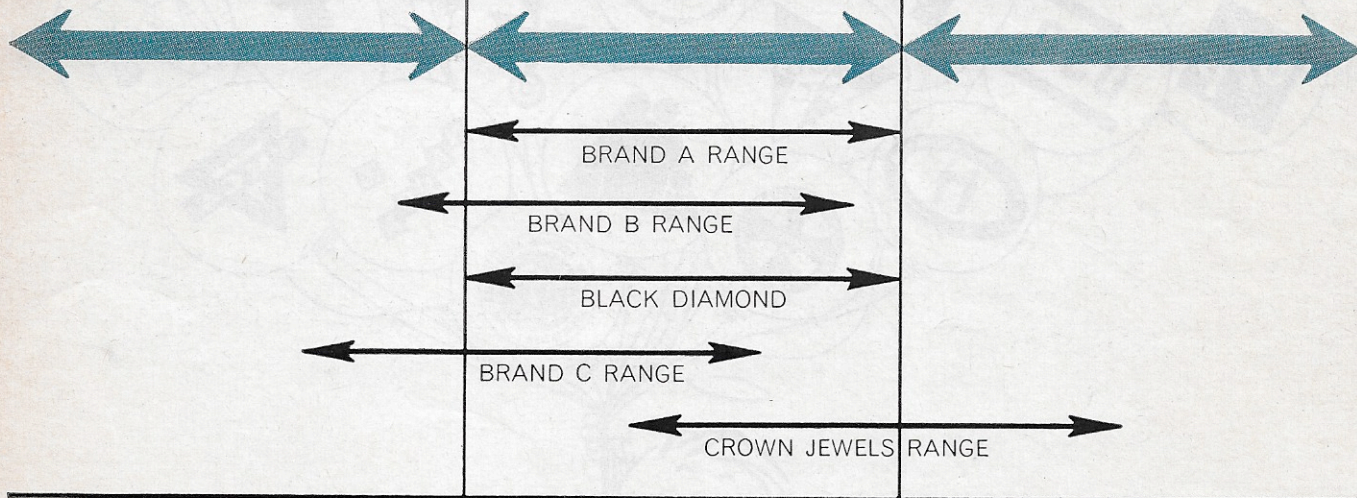 BRAND A RANGE
BRAND B RANGE
BLACK DIAMOND
BRAND C RANGE
CROWN JEWELS RANGE